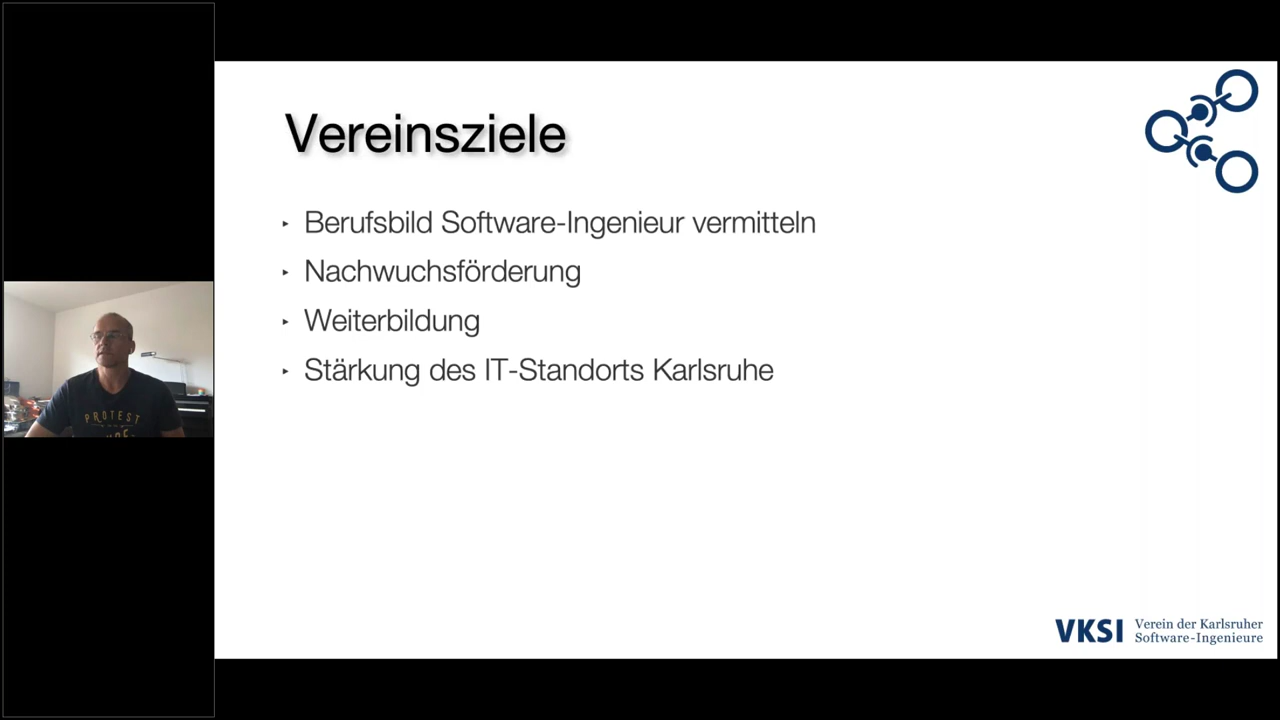 Vereinsziele
‣ Berufsbild Software-Ingenieur vermitteln
‣ Nachwuchsförderung
‣ Weiterbildung
‣ Stärkung des IT-Standorts Karlsruhe
PROTEST
VKSI Verein der Karlsruher
Software-Ingenieure